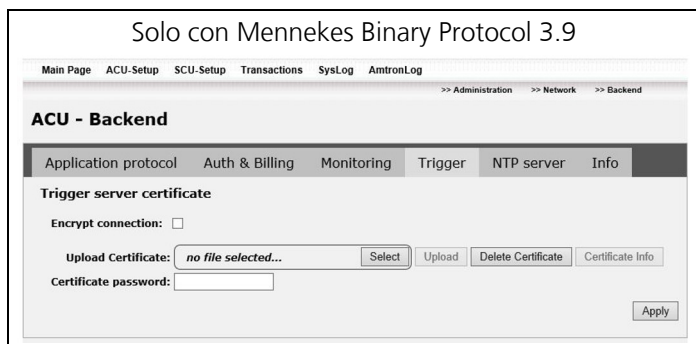 Solo con Mennekes Binary Protocol 3.9
Main Page ACU-Setup SCU-Setup Transactions SysLog AmtronLog
>> Administration >> Network >> Backend
ACU - Backend
Application protocol Auth & Billing Monitoring Trigger NTP server Info
Trigger server certificate
Encrypt connection:
Upload Certificate: no file selected... Select Upload Delete Certificate Certificate Info
Certificate password:
Apply